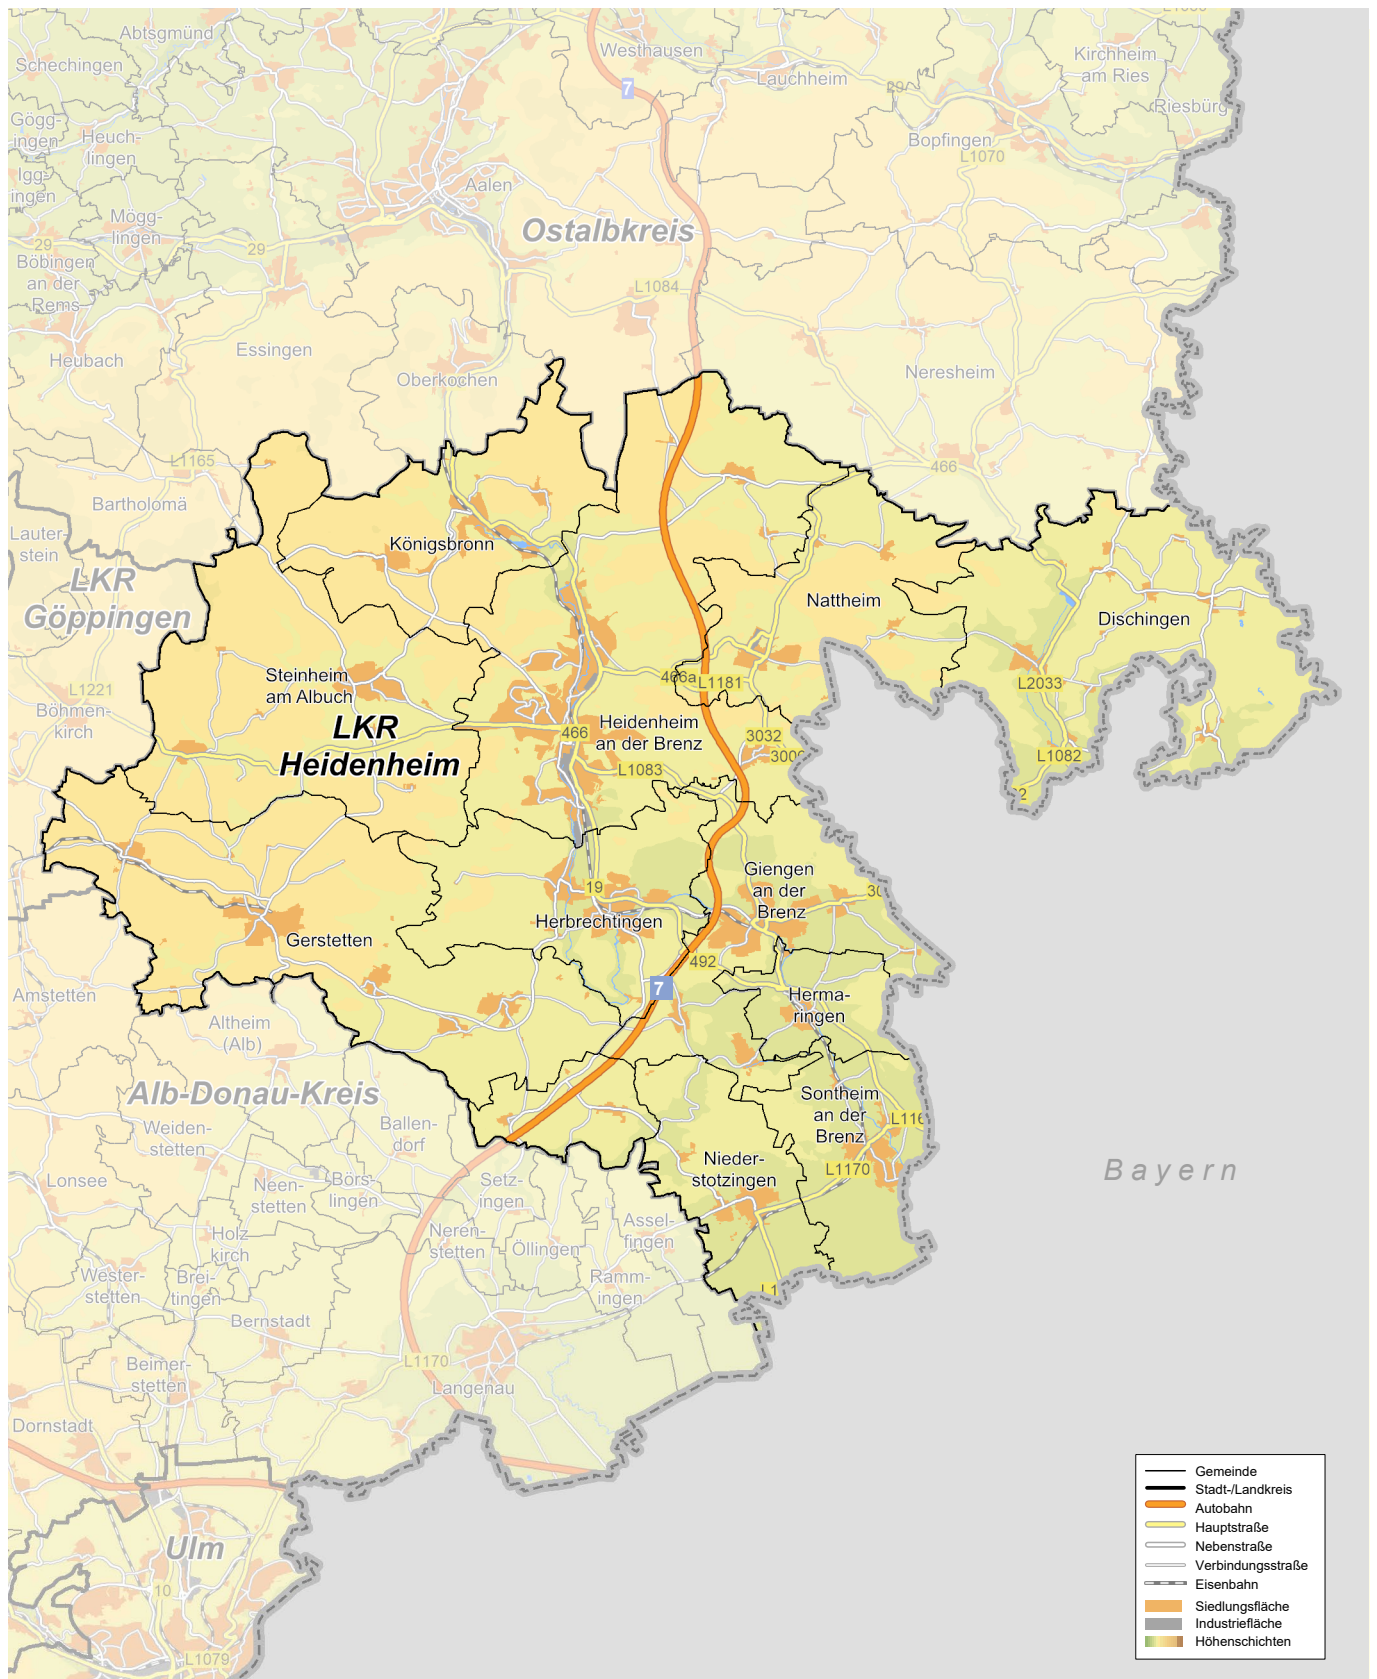 Abtsgmünd
Schechingen
Westhausen
7
Lauchheim
Kirchheim
am Ries
29
Riesbürg
Gögg-
ingen
Heuch-
lingen
Bopfingen
L1070
Igg-
ingen
Aalen
Mögg-
lingen
Ostalbkreis
29
29
Böbingen
an der
Rems
L1084
Essingen
Heubach
Oberkochen
Neresheim
L1165
466
Bartholomä
Lauter-
stein
Königsbronn
LKR
Göppingen
Nattheim
Dischingen
Steinheim
am Albuch
466a
L1181
L2033
L1221
Böhmen-
kirch
LKR
Heidenheim
Heidenheim
an der Brenz
466
3032
L1083
L1082
2
Giengen
an der
Brenz
19
Herbrechtingen
Gerstetten
492
7
Herma-
ringen
Amstetten
Altheim
(Alb)
Alb-Donau-Kreis
Sontheim
an der
Brenz
Ballen-
dorf
Weiden-
stetten
L116
Nieder-
stotzingen
L1170
Bayern
Lonsee
Neen-
stetten
Börs-
lingen
Setz-
ingen
Neren-
stetten
Öllingen
Assel-
fingen
Holz
kirch
Wester-
stetten
Brei-
tingen
Ramm-
ingen
L1
Bernstadt
Beimer-
stetten
L1170
Langenau
Dornstadt
Ulm
10
L1079
Gemeinde
Stadt-/Landkreis
Autobahn
Hauptstraße
Nebenstraße
Verbindungsstraße
Eisenbahn
Siedlungsfläche
Industriefläche
Höhenschichten